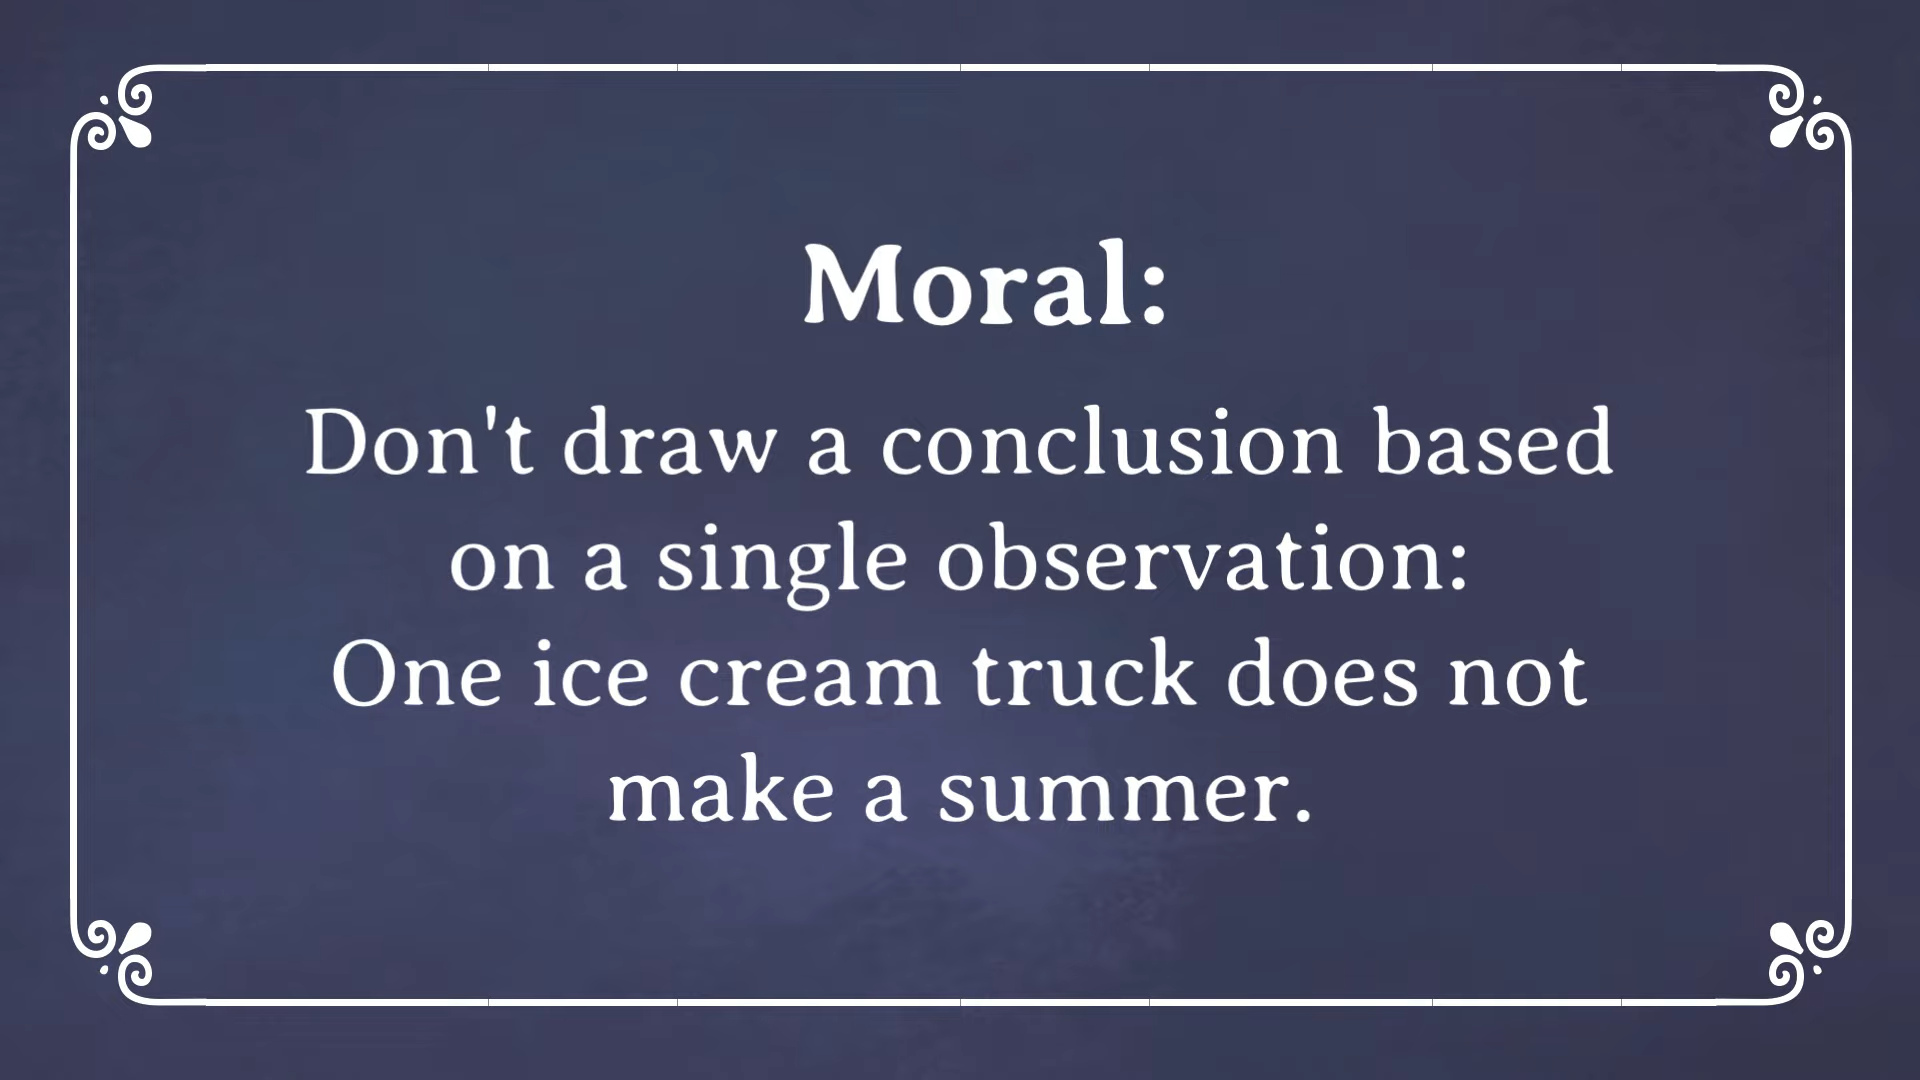 Moral:
Don't draw a conclusion based
on a single observation:
One ice cream truck does not
make a summer.